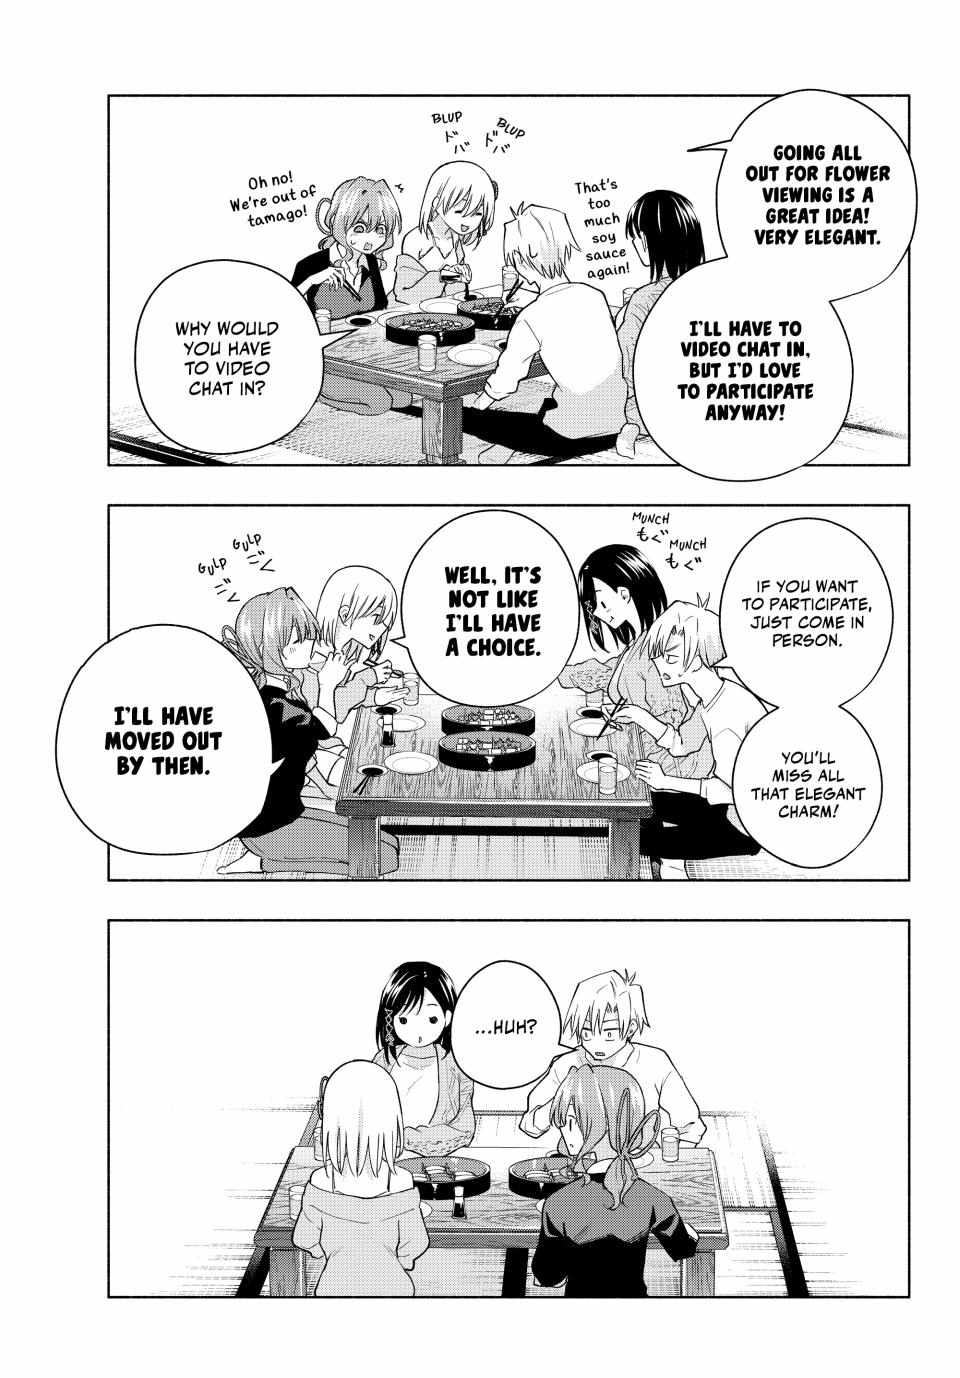 GOING ALL
OUT FOR FLOWER
VIEWING IS A
GREAT IDEA!
VERY ELEGANT.
I'LL HAVE TO
VIDEO CHAT IN,
BUT I'D LOVE
TO PARTICIPATE
ANYWAY!
That's
too
much
soy
sauce
again!
BLUP
ドバ
BLUP
ドバ
Oh no!
We're out of
tamago!
WHY WOULD
YOU HAVE
TO VIDEO
CHAT IN?
IF YOU WANT
TO PARTICIPATE,
JUST COME IN
PERSON.
YOU'LL
MISS ALL
THAT ELEGANT
CHARM!
MUNCH
もぐ
MUNCH
もぐ
WELL, IT'S
NOT LIKE
I'LL HAVE
A CHOICE.
GULP
ゴク
GULP
ゴク
I'LL HAVE
MOVED OUT
BY THEN.
...HUH?